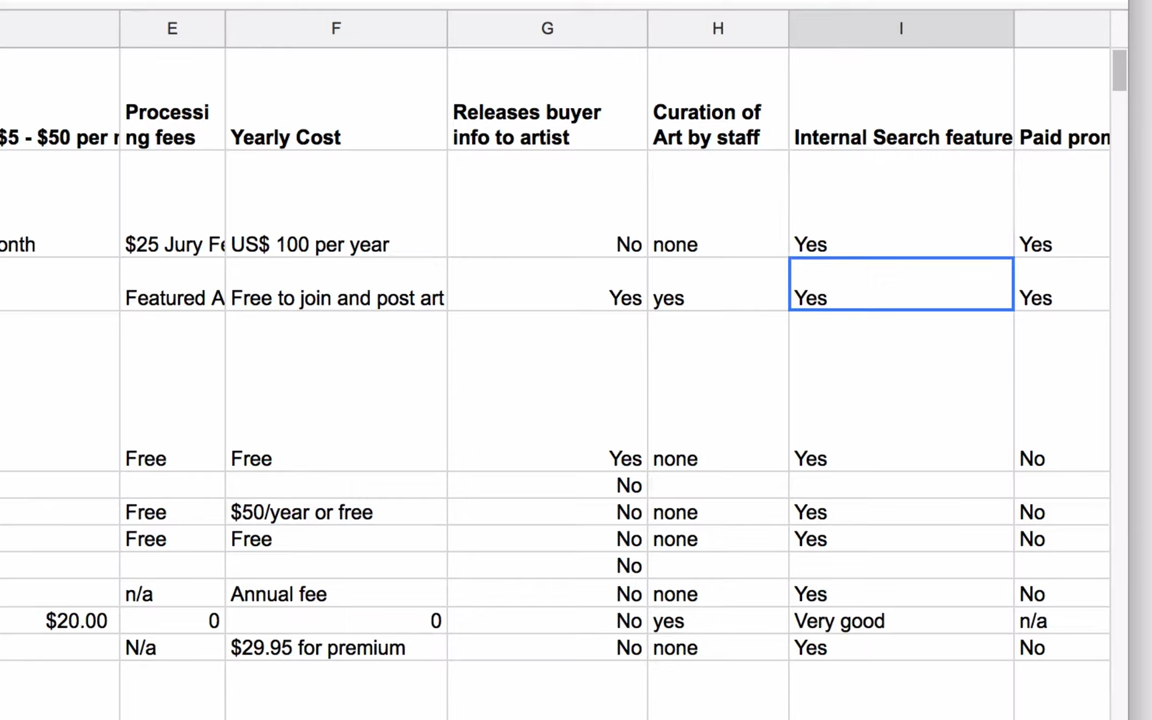 E F G H I
$5 - $50 per Processi ng fees Yearly Cost Releases buyer info to artist Curation of Art by staff Internal Search feature Paid
onth $25 Jury US$ 100 per year No none Yes Yes
Featured A Free to join and post art Yes yes Yes Yes
Free Free Yes none Yes No
No
Free $50/year or free No none Yes No
Free Free No none Yes No
No
n/a Annual fee No none Yes No
$20.00 0 0 No yes Very good n/a
N/a $29.95 for premium No none Yes No